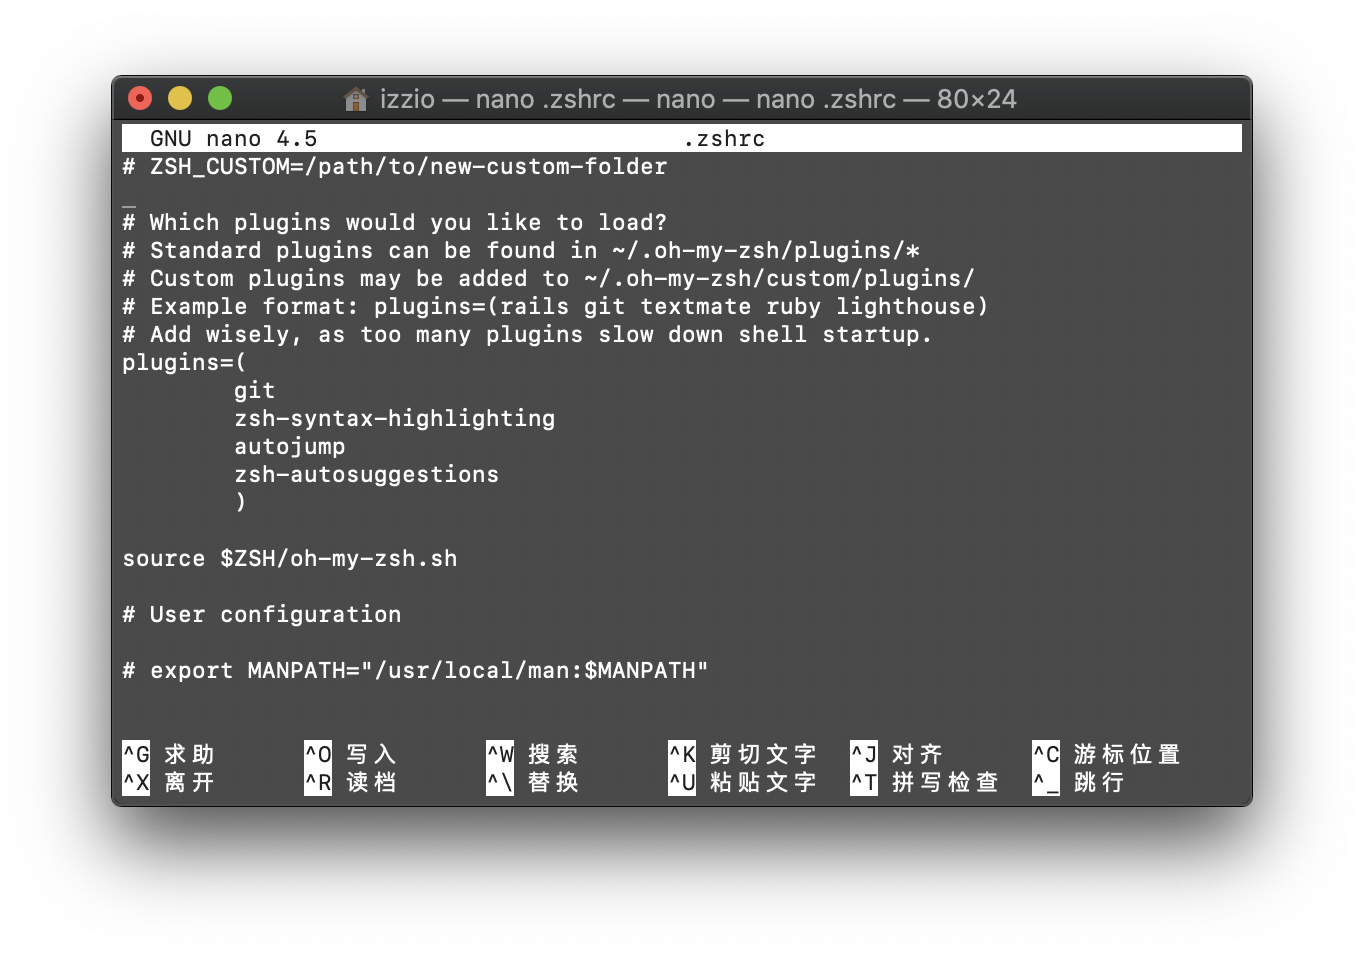 izzio — nano .zshrc — nano — nano .zshrc — 80×24
GNU nano 4.5 .zshrc
# ZSH_CUSTOM=/path/to/new-custom-folder
# Which plugins would you like to load?
# Standard plugins can be found in ~/.oh-my-zsh/plugins/*
# Custom plugins may be added to ~/.oh-my-zsh/custom/plugins/
# Example format: plugins=(rails git textmate ruby lighthouse)
# Add wisely, as too many plugins slow down shell startup.
plugins=(
git
zsh-syntax-highlighting
autojump
zsh-autosuggestions
)
source $ZSH/oh-my-zsh.sh
# User configuration
# export MANPATH="/usr/local/man:$MANPATH"
^G 求助 ^O 写入 ^W 搜索 ^K 剪切文字 ^J 对齐 ^C 游标位置
^X 离开 ^R 读档 ^\ 替换 ^U 粘贴文字 ^T 拼写检查 ^_ 跳行